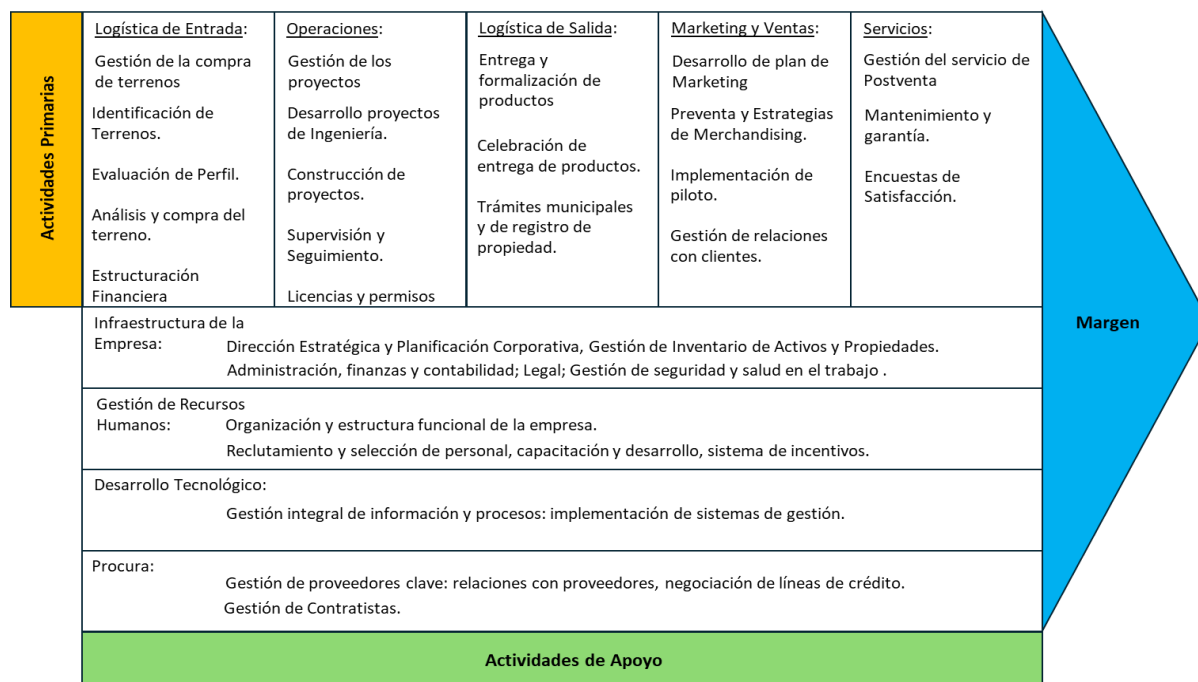 Actividades Primarias
Logística de Entrada:
Gestión de la compra
de terrenos
Identificación de
Terrenos.
Evaluación de Perfil.
Análisis y compra del
terreno.
Estructuración
Financiera
Operaciones:
Gestión de los
proyectos
Desarrollo proyectos
de Ingeniería.
Construcción de
proyectos.
Supervisión y
Seguimiento.
Licencias y permisos
Logística de Salida:
Entrega y
formalización de
productos
Celebración de
entrega de productos.
Trámites municipales
y de registro de
propiedad.
Marketing y Ventas:
Desarrollo de plan de
Marketing
Preventa y Estrategias
de Merchandising.
Implementación de
piloto.
Gestión de relaciones
con clientes.
Servicios:
Gestión del servicio de
Postventa
Mantenimiento y
garantía.
Encuestas de
Satisfacción.
Margen
Infraestructura de la
Empresa:
Dirección Estratégica y Planificación Corporativa, Gestión de Inventario de Activos y Propiedades.
Administración, finanzas y contabilidad; Legal; Gestión de seguridad y salud en el trabajo .
Gestión de Recursos
Humanos:
Organización y estructura funcional de la empresa.
Reclutamiento y selección de personal, capacitación y desarrollo, sistema de incentivos.
Desarrollo Tecnológico:
Gestión integral de información y procesos: implementación de sistemas de gestión.
Procura:
Gestión de proveedores clave: relaciones con proveedores, negociación de líneas de crédito.
Gestión de Contratistas.
Actividades de Apoyo